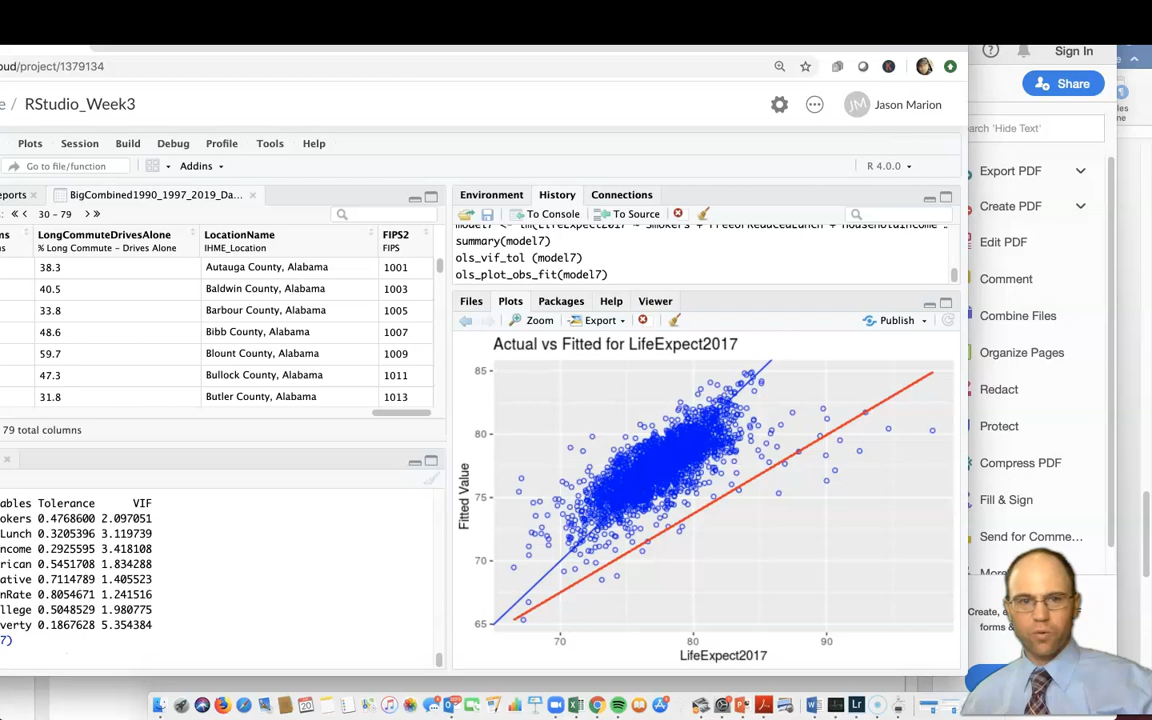 oud/project/1379134
Sign In
e / RStudio_Week3
JM Jason Marion
Share
Plots Session Build Debug Profile Tools Help
arch 'Hide Text'
Go to file/function
Addins
R 4.0.0
Export PDF
Create PDF
Edit PDF
Comment
Combine Files
Organize Pages
Redact
Protect
Compress PDF
Fill & Sign
Send for Comme...
Create, e
forms &
eports
BigCombined1990_1997_2019_Da...
30 - 79
ns LongCommuteDrivesAlone LocationName FIPS2
% Long Commute - Drives Alone IHME_Location FIPS
38.3 Autauga County, Alabama 1001
40.5 Baldwin County, Alabama 1003
33.8 Barbour County, Alabama 1005
48.6 Bibb County, Alabama 1007
59.7 Blount County, Alabama 1009
47.3 Bullock County, Alabama 1011
31.8 Butler County, Alabama 1013
79 total columns
ables Tolerance VIF
okers 0.4768600 2.097051
Lunch 0.3205396 3.119739
ncome 0.2925595 3.418108
rican 0.5451708 1.834288
ative 0.7114789 1.405523
nRate 0.8054671 1.241516
llege 0.5048529 1.980775
verty 0.1867628 5.354384
7)
Environment History Connections
To Console To Source
summary(model7)
ols_vif_tol (model7)
ols_plot_obs_fit(model7)
Files Plots Packages Help Viewer
Zoom Export Publish
Actual vs Fitted for LifeExpect2017
85
80
75
70
65
Fitted Value
70 80 90
LifeExpect2017